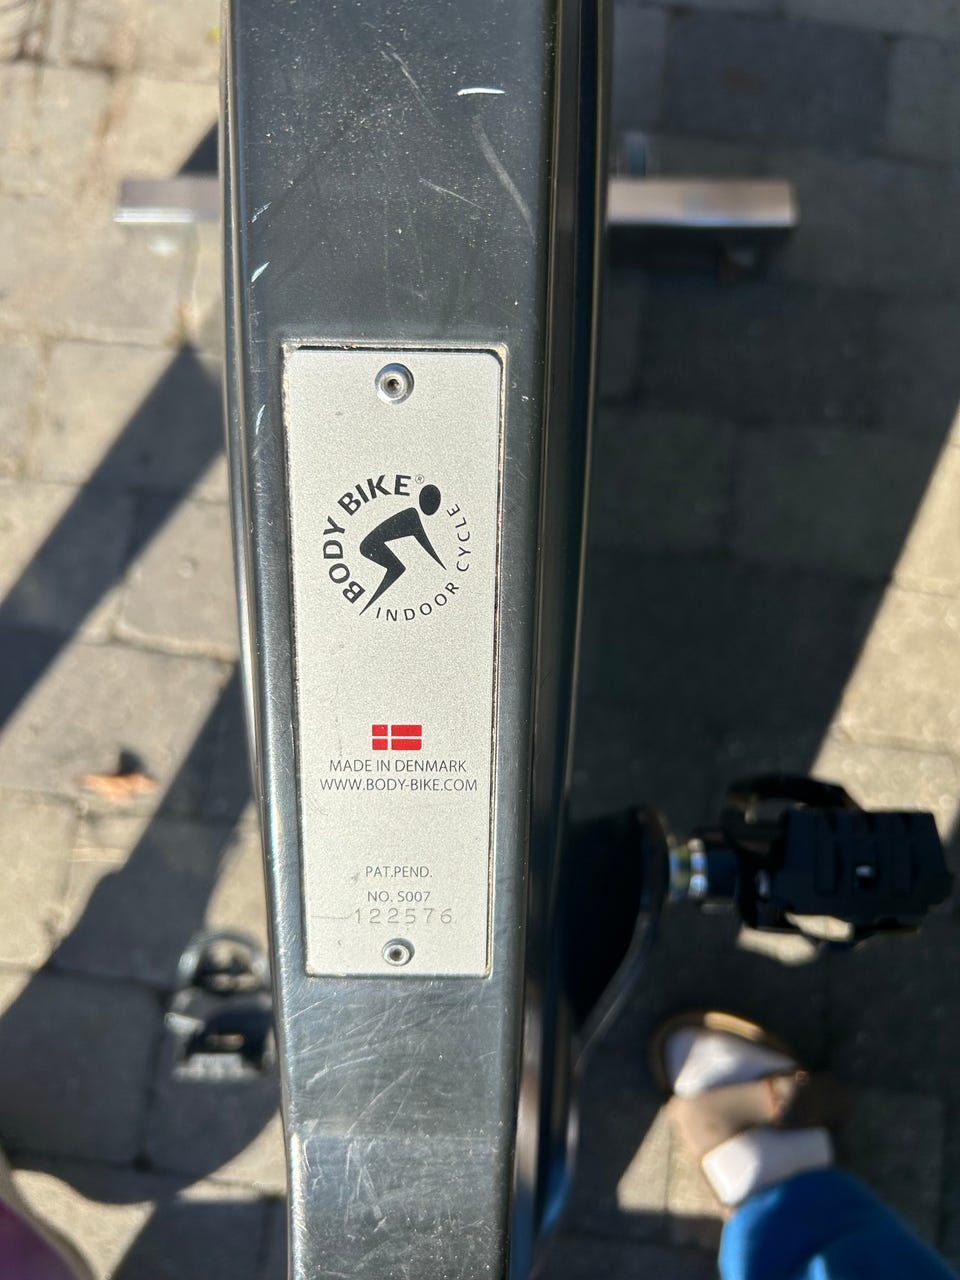 BODY BIKE®
INDOOR CYCLE
MADE IN DENMARK
WWW.BODY-BIKE.COM
PAT.PEND.
NO. S007
122576